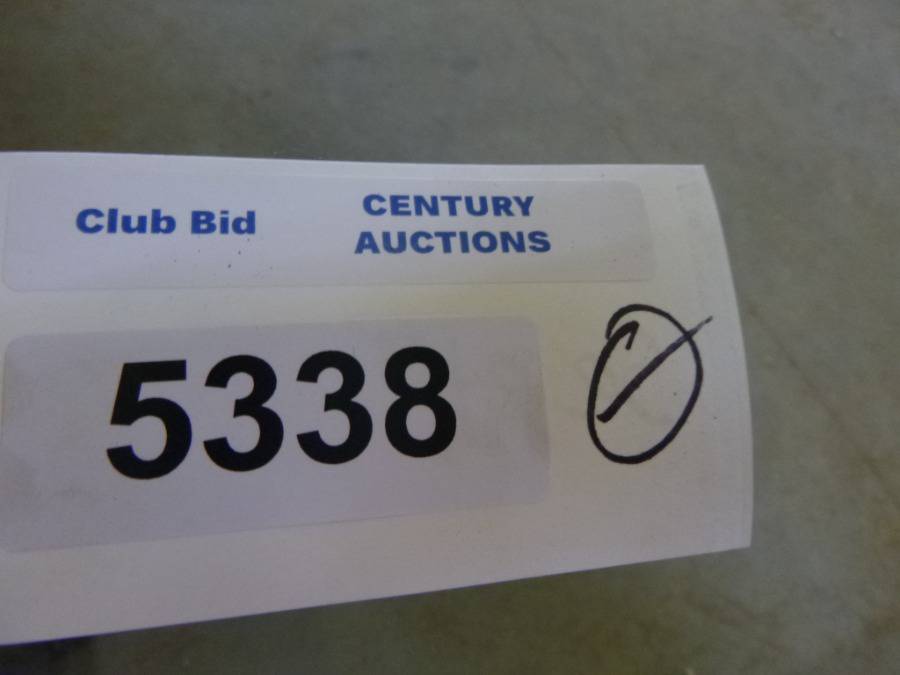 Club Bid
CENTURY
AUCTIONS
5338